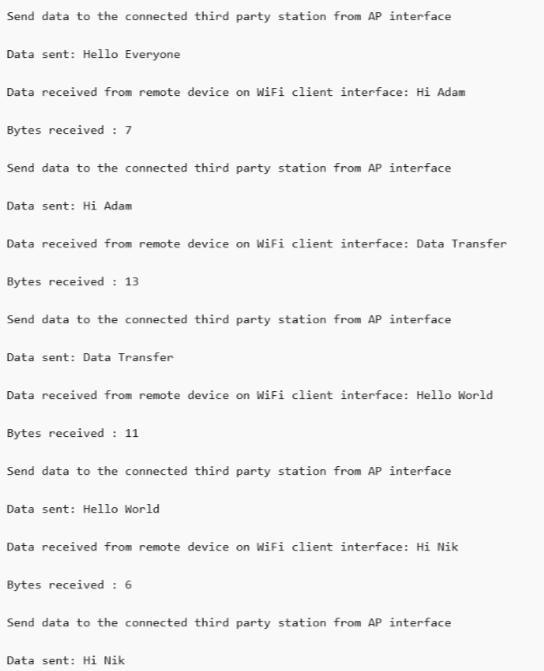 Send data to the connected third party station from AP interface
Data sent: Hello Everyone
Data received from remote device on WiFi client interface: Hi Adam
Bytes received : 7
Send data to the connected third party station from AP interface
Data sent: Hi Adam
Data received from remote device on WiFi client interface: Data Transfer
Bytes received : 13
Send data to the connected third party station from AP interface
Data sent: Data Transfer
Data received from remote device on WiFi client interface: Hello World
Bytes received : 11
Send data to the connected third party station from AP interface
Data sent: Hello World
Data received from remote device on WiFi client interface: Hi Nik
Bytes received : 6
Send data to the connected third party station from AP interface
Data sent: Hi Nik